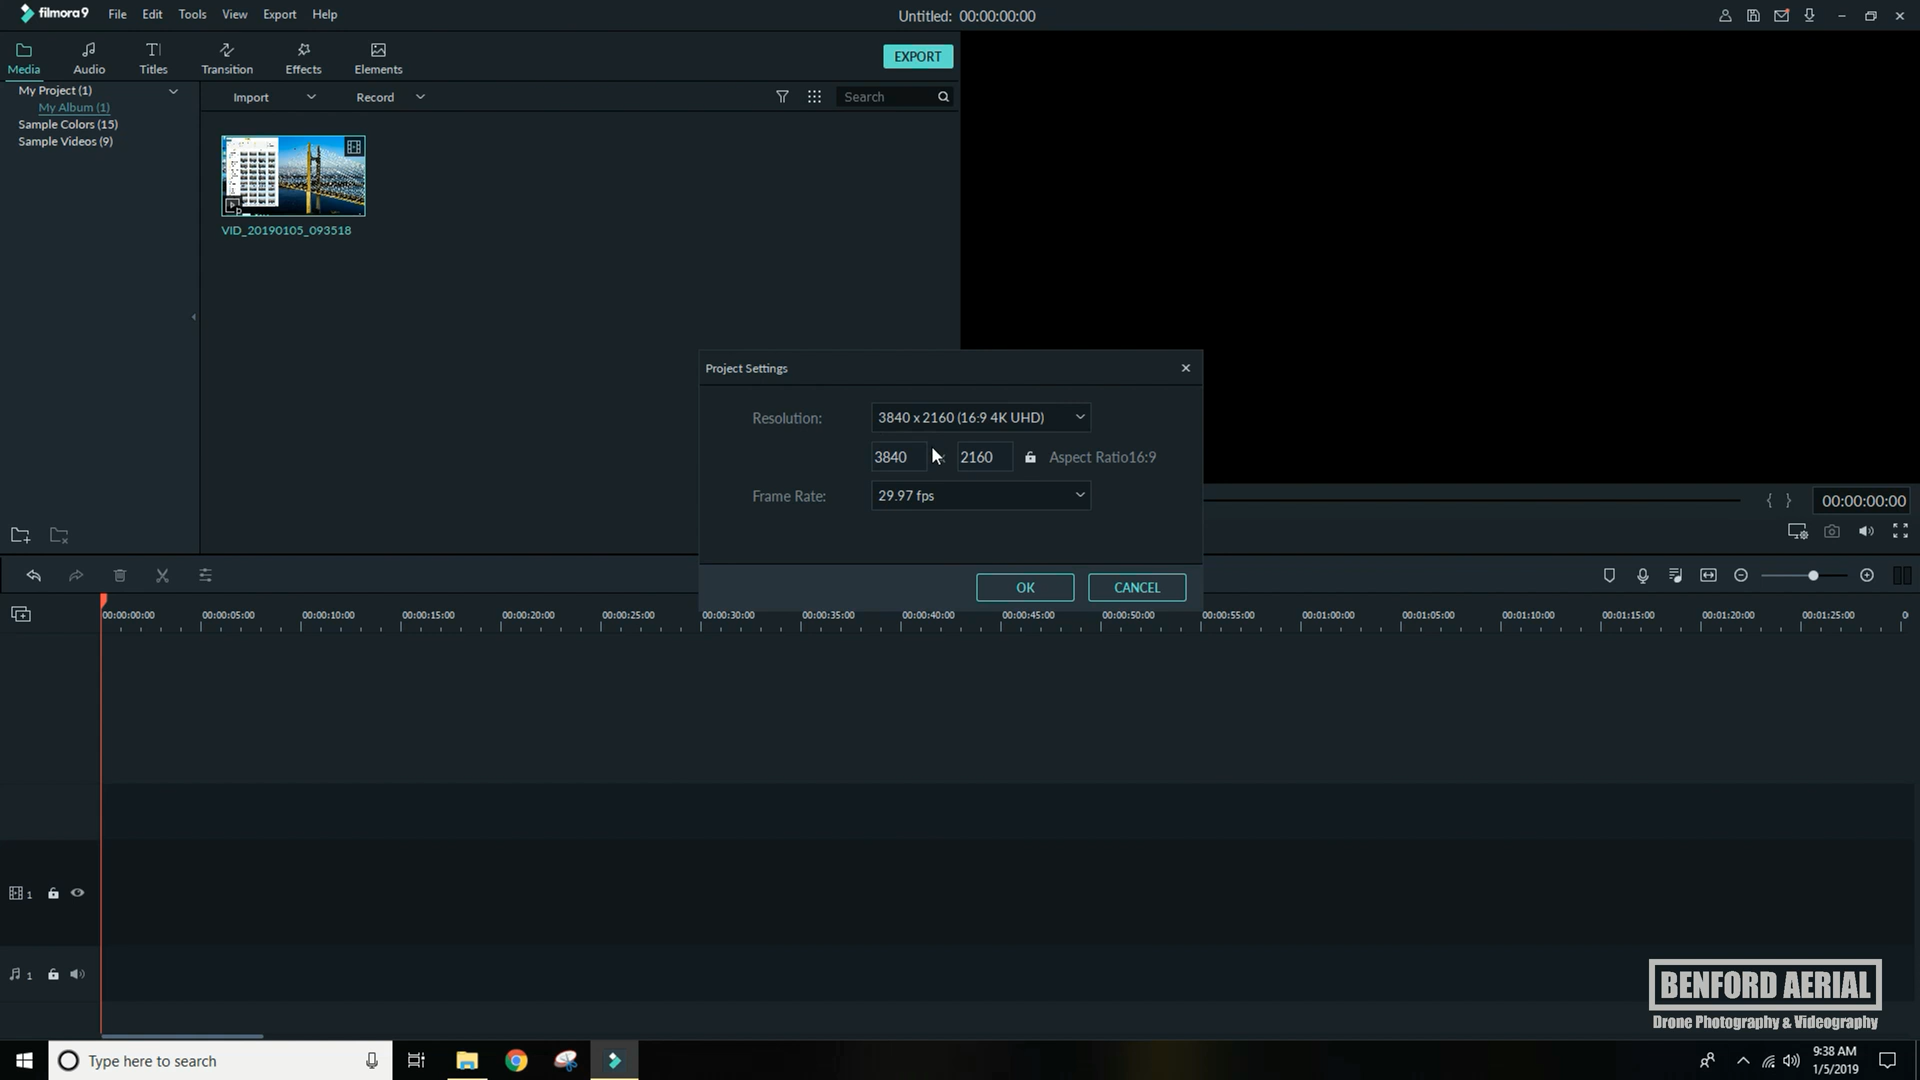 filmora9
File Edit Tools View Export Help
Untitled: 00:00:00:00
Media Audio Titles Transition Effects Elements
EXPORT
My Project (1)
My Album (1)
Sample Colors (15)
Sample Videos (9)
Import Record Search
VID_20190105_093518
Project Settings
Resolution: 3840 x 2160 (16:9 4K UHD)
3840 x 2160 Aspect Ratio16:9
Frame Rate: 29.97 fps
OK CANCEL
{ } 00:00:00:00
00:00:00:00 00:00:05:00 00:00:10:00 00:00:15:00 00:00:20:00 00:00:25:00 00:00:30:00 00:00:35:00 00:00:40:00 00:00:45:00 00:00:50:00 00:00:55:00 00:01:00:00 00:01:05:00 00:01:10:00 00:01:15:00 00:01:20:00 00:01:25:00
1
1
BENFORD AERIAL
Drone Photography & Videography
Type here to search
9:38 AM
1/5/2019